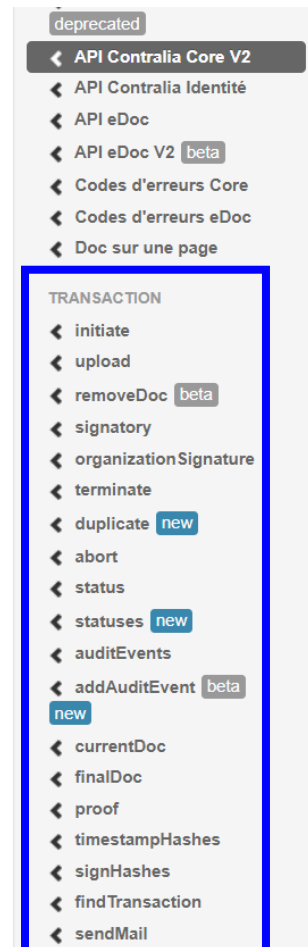 deprecated
API Contralia Core V2
API Contralia Identité
API eDoc
API eDoc V2 beta
Codes d'erreurs Core
Codes d'erreurs eDoc
Doc sur une page
TRANSACTION
initiate
upload
removeDoc beta
signatory
organizationSignature
terminate
duplicate new
abort
status
statuses new
auditEvents
addAuditEvent beta
new
currentDoc
finalDoc
proof
timestampHashes
signHashes
findTransaction
sendMail